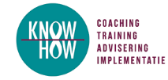 KNOW
HOW
COACHING
TRAINING
ADVISERING
IMPLEMENTATIE